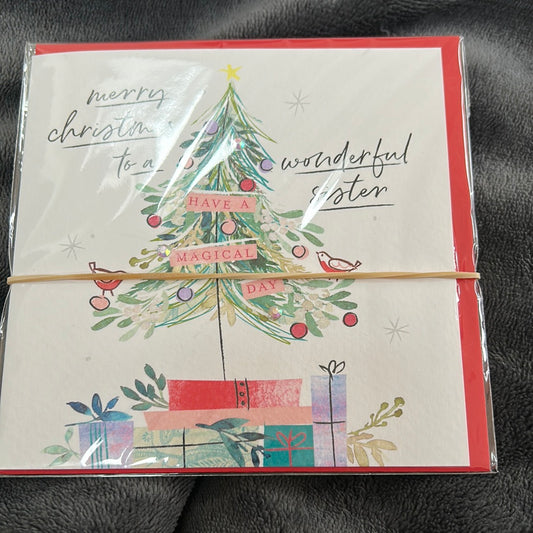 merry
christmas
to a
wonderful
sister
HAVE A
MAGICAL
DAY